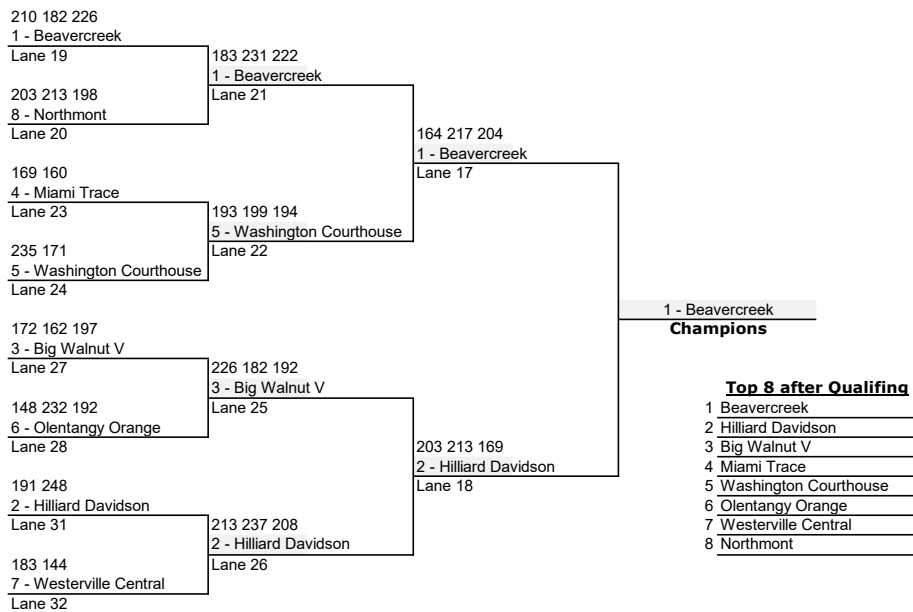 210 182 226
1 - Beavercreek
Lane 19
203 213 198
8 - Northmont
Lane 20
169 160
4 - Miami Trace
Lane 23
235 171
5 - Washington Courthouse
Lane 24
172 162 197
3 - Big Walnut V
Lane 27
148 232 192
6 - Olentangy Orange
Lane 28
191 248
2 - Hilliard Davidson
Lane 31
183 144
7 - Westerville Central
Lane 32
183 231 222
1 - Beavercreek
Lane 21
193 199 194
5 - Washington Courthouse
Lane 22
226 182 192
3 - Big Walnut V
Lane 25
213 237 208
2 - Hilliard Davidson
Lane 26
164 217 204
1 - Beavercreek
Lane 17
203 213 169
2 - Hilliard Davidson
Lane 18
1 - Beavercreek
Champions
Top 8 after Qualifing
1 Beavercreek
2 Hilliard Davidson
3 Big Walnut V
4 Miami Trace
5 Washington Courthouse
6 Olentangy Orange
7 Westerville Central
8 Northmont